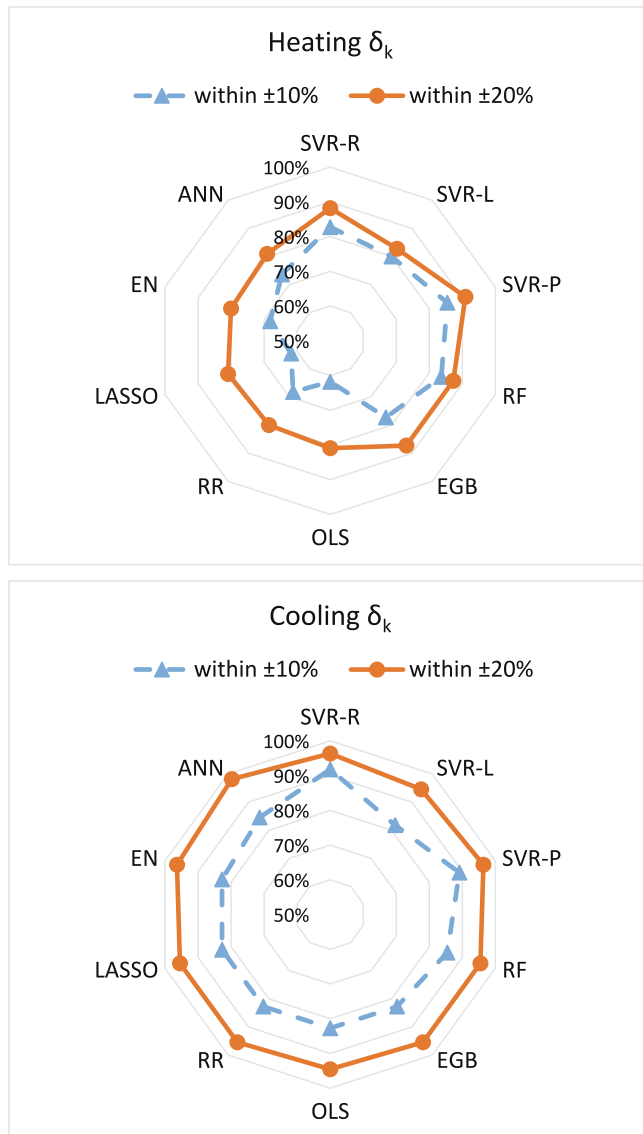 Heating δk
within ±10% within ±20%
SVR-R
100%
ANN SVR-L
90%
80%
70%
EN SVR-P
60%
50%
LASSO RF
RR EGB
OLS
Cooling δk
within ±10% within ±20%
SVR-R
100%
ANN SVR-L
90%
80%
70%
EN SVR-P
60%
50%
LASSO RF
RR EGB
OLS